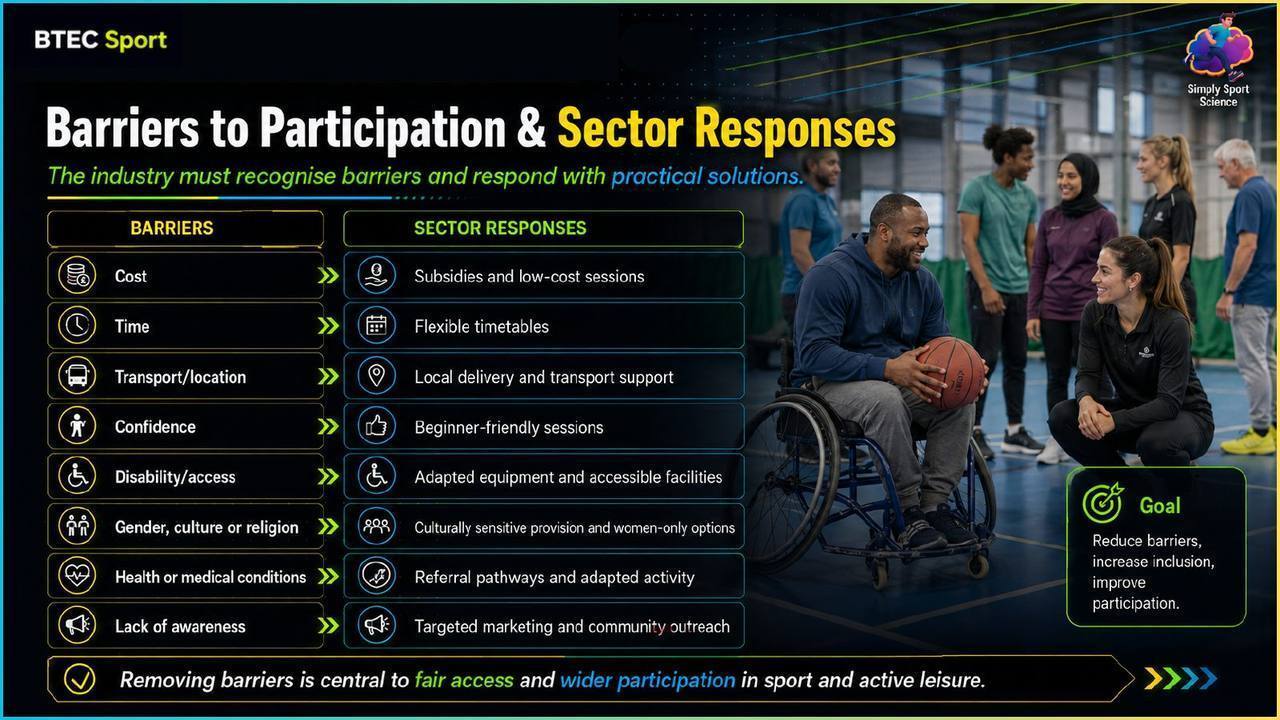 BTEC Sport
Simply Sport
Science
Barriers to Participation & Sector Responses
The industry must recognise barriers and respond with practical solutions.
BARRIERS
SECTOR RESPONSES
Cost
Subsidies and low-cost sessions
Time
Flexible timetables
Transport/location
Local delivery and transport support
Confidence
Beginner-friendly sessions
Disability/access
Adapted equipment and accessible facilities
Gender, culture or religion
Culturally sensitive provision and women-only options
Health or medical conditions
Referral pathways and adapted activity
Lack of awareness
Targeted marketing and community outreach
Goal
Reduce barriers,
increase inclusion,
improve
participation.
Removing barriers is central to fair access and wider participation in sport and active leisure.